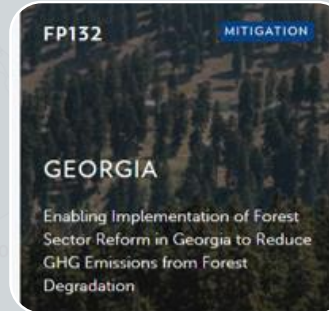 FP132
MITIGATION
GEORGIA
Enabling Implementation of Forest
Sector Reform in Georgia to Reduce
GHG Emissions from Forest
Degradation